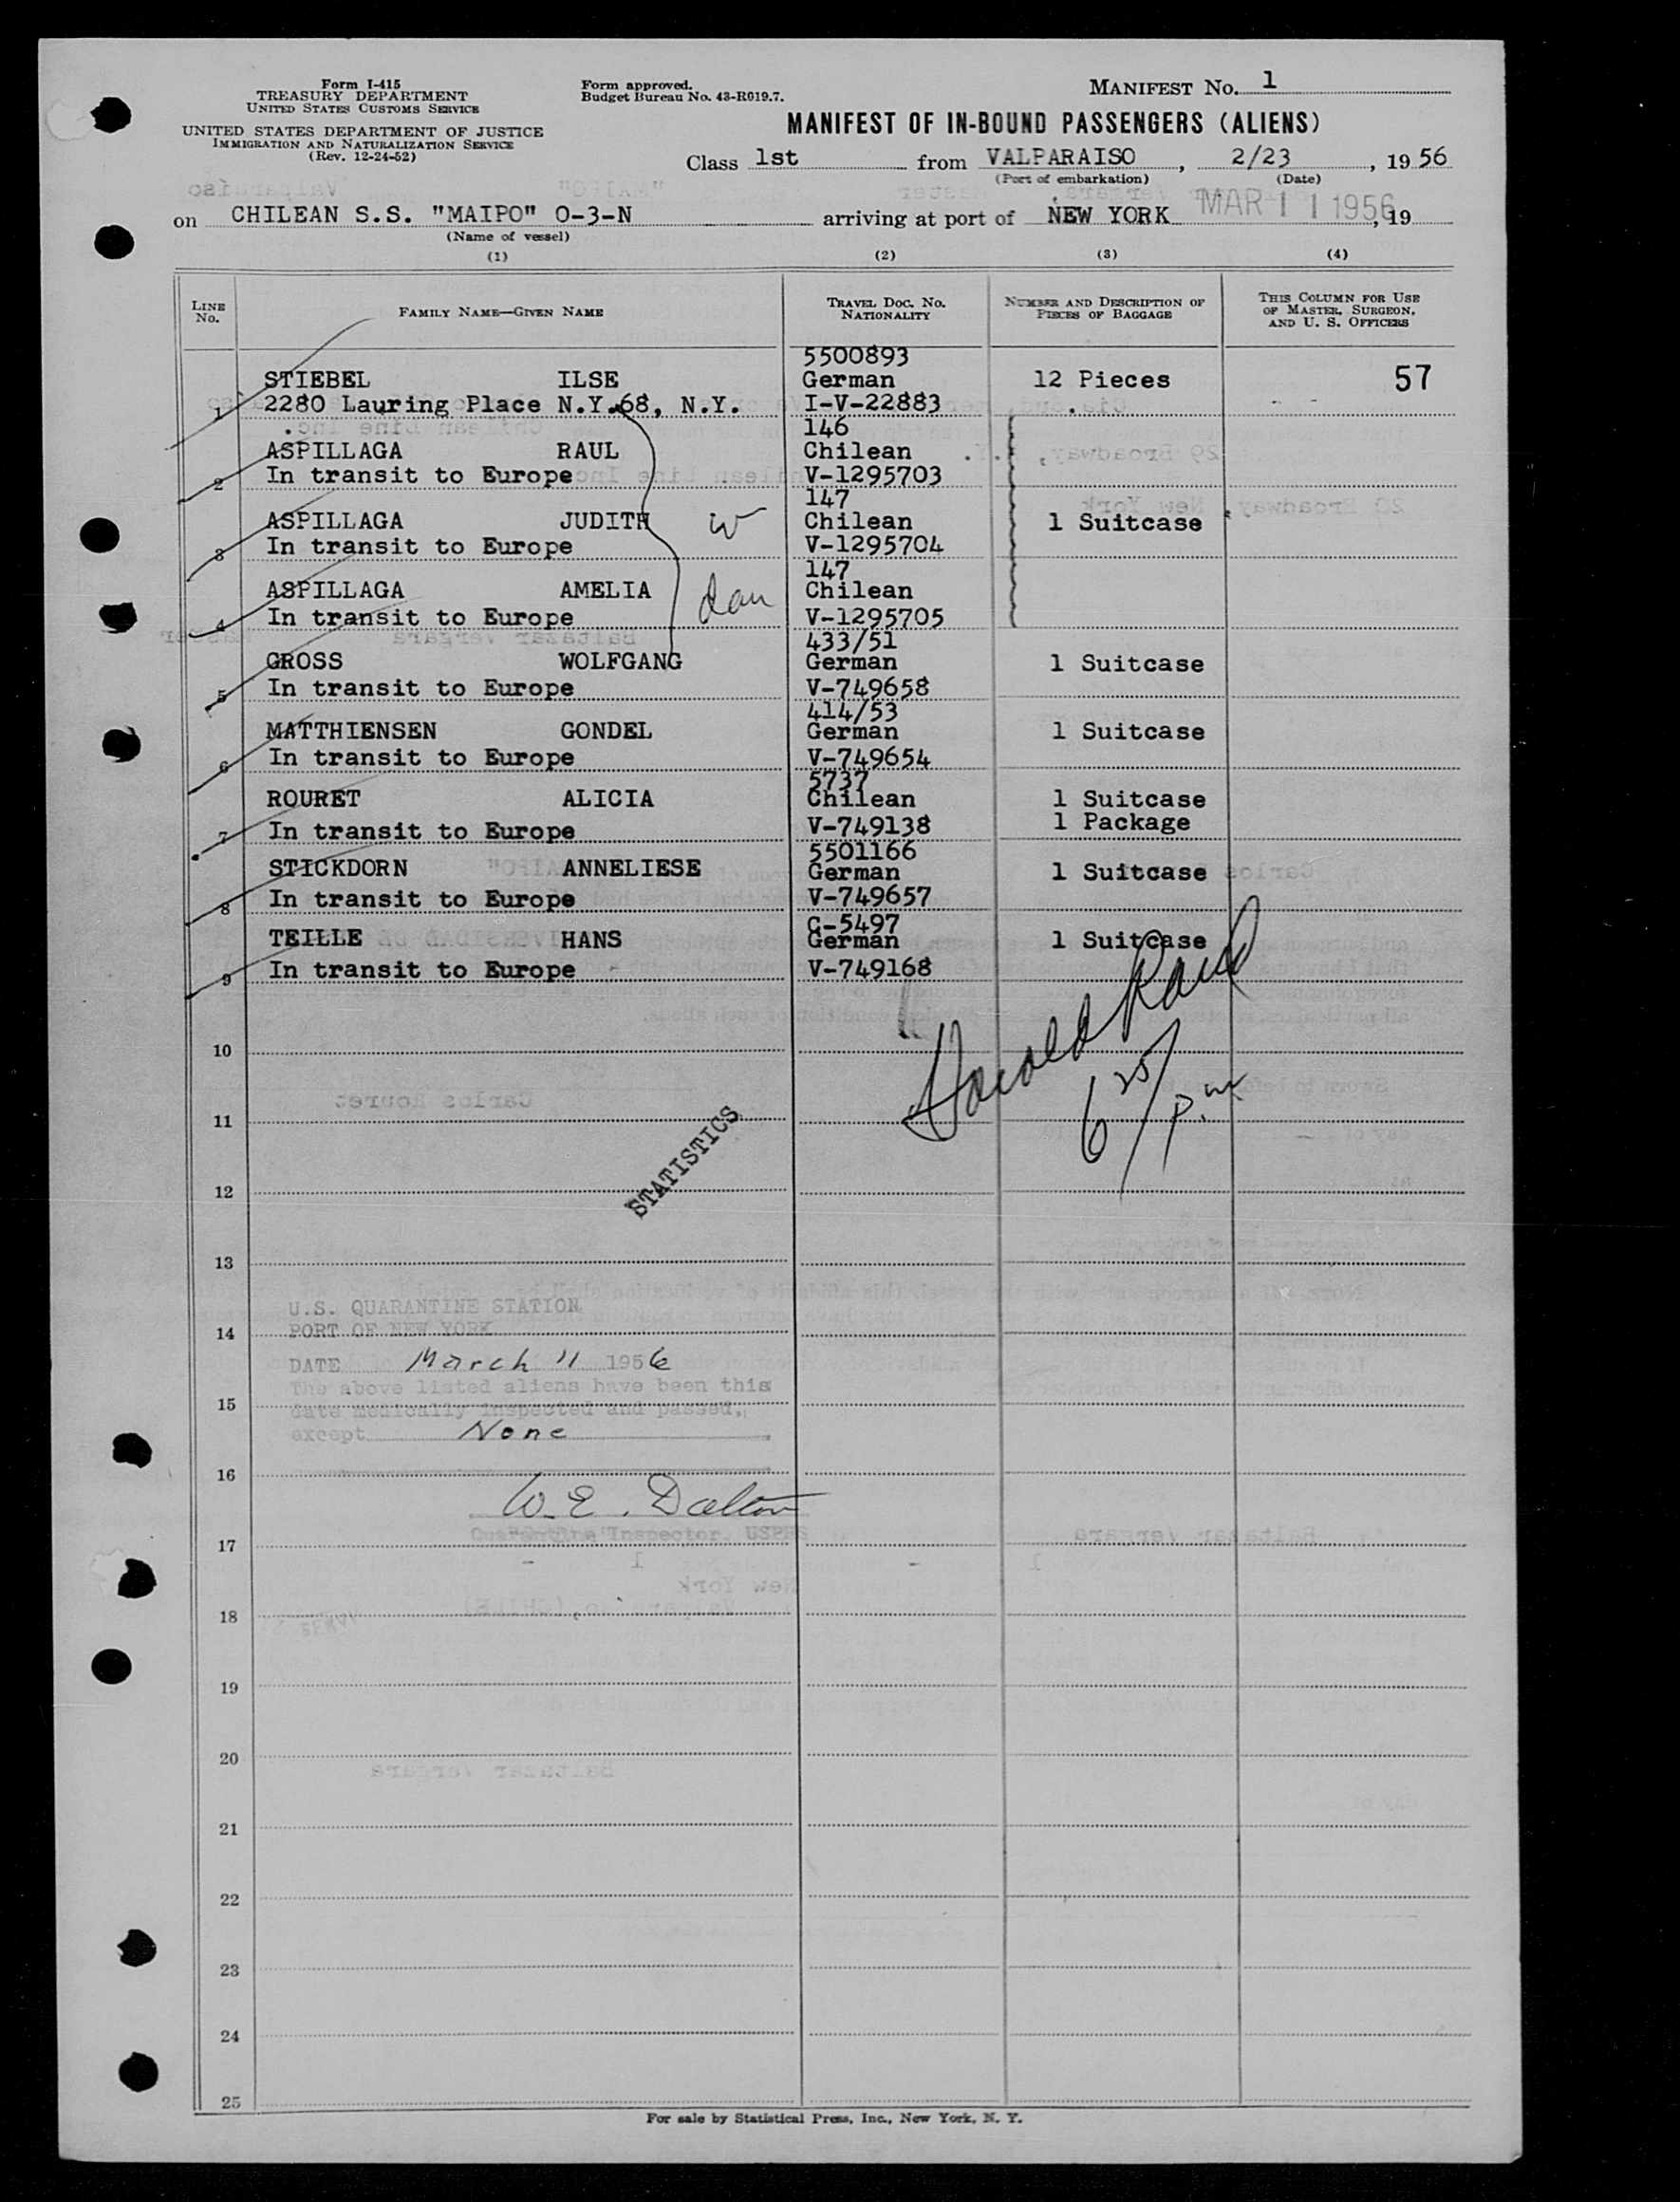 Form I-415
TREASURY DEPARTMENT
UNITED STATES CUSTOMS SERVICE
UNITED STATES DEPARTMENT OF JUSTICE
IMMIGRATION AND NATURALIZATION SERVICE
(Rev. 12-24-52)
Form approved.
Budget Bureau No. 43-R019.7.
MANIFEST No. 1
MANIFEST OF IN-BOUND PASSENGERS (ALIENS)
Class 1st from VALPARAISO, 2/23, 19 56
(Port of embarkation) (Date)
on CHILEAN S.S. "MAIPO" O-3-N arriving at port of NEW YORK MAR 11 1956, 19
(Name of vessel)
(1) (2) (3) (4)
LINE No. FAMILY NAME—GIVEN NAME TRAVEL DOC. No. NATIONALITY NUMBER AND DESCRIPTION OF PIECES OF BAGGAGE THIS COLUMN FOR USE OF MASTER, SURGEON, AND U. S. OFFICERS
5500893
STIEBEL ILSE German 12 Pieces 57
1 2280 Lauring Place N.Y.68, N.Y. I-V-22883
146
ASPILLAGA RAUL Chilean
2 In transit to Europe V-1295703
147
ASPILLAGA JUDITH W Chilean 1 Suitcase
3 In transit to Europe V-1295704
147
ASPILLAGA AMELIA dau Chilean
4 In transit to Europe V-1295705
433/51
GROSS WOLFGANG German 1 Suitcase
5 In transit to Europe V-749658
414/53
MATTHIENSEN GONDEL German 1 Suitcase
6 In transit to Europe V-749654
5737
ROURET ALICIA Chilean 1 Suitcase
7 In transit to Europe V-749138 1 Package
5501166
STICKDORN ANNELIESE German 1 Suitcase
8 In transit to Europe V-749657
G-5497
TEILLE HANS German 1 Suitcase
9 In transit to Europe V-749168
Harold
6 25/ p.m
10
11
STATISTICS
12
13
U.S. QUARANTINE STATION
14 PORT OF NEW YORK
DATE March 11 1956
The above listed aliens have been this
15 date medically inspected and passed,
except None
16
W. E. Dalton
Quarantine Inspector, USPHS
17
18
19
20
21
22
23
24
25
For sale by Statistical Press, Inc., New York, N. Y.